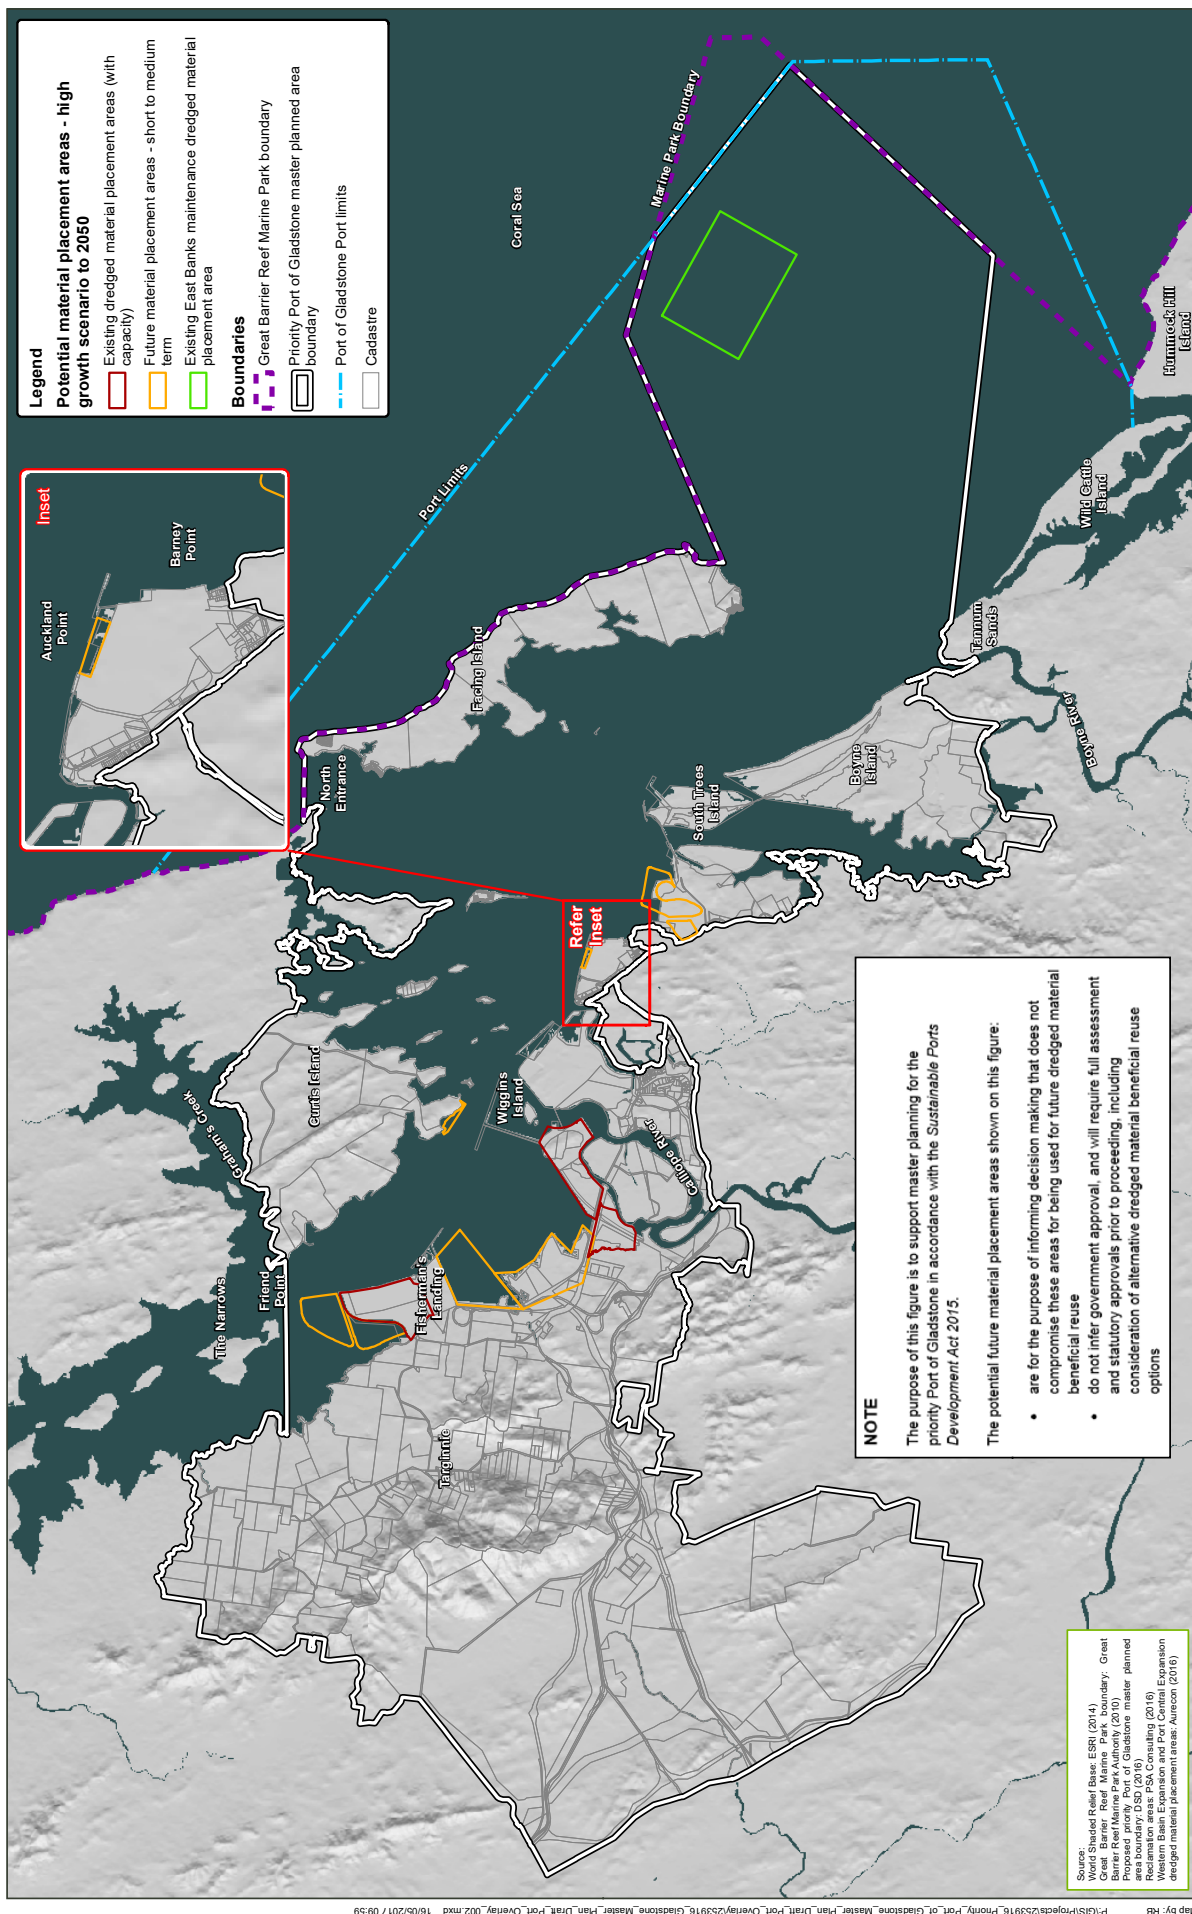 Legend
Potential material placement areas - high
growth scenario to 2050
Existing dredged material placement areas (with
capacity)
Future material placement areas - short to medium
term
Existing East Banks maintenance dredged material
placement area
Boundaries
Great Barrier Reef Marine Park boundary
Priority Port of Gladstone master planned area
boundary
Port of Gladstone Port limits
Cadastre
Inset
Auckland
Point
Barney
Point
Coral Sea
Marine Park Boundary
Port Limits
Hummock Hill
Island
Wild Cattle
Island
Tannum
Sands
Boyne River
Facing Island
North
Entrance
South Trees
Island
Boyne
Island
Refer
Inset
Graham's Creek
Curtis Island
Wiggins
Island
Calliope River
The Narrows
Friend
Point
Fisherman's
Landing
Targinnie
NOTE
The purpose of this figure is to support master planning for the
priority Port of Gladstone in accordance with the Sustainable Ports
Development Act 2015.
The potential future material placement areas shown on this figure:
• are for the purpose of informing decision making that does not
compromise these areas for being used for future dredged material
beneficial reuse
• do not infer government approval, and will require full assessment
and statutory approvals prior to proceeding, including
consideration of alternative dredged material beneficial reuse
options
Source:
World Shaded Relief Base: ESRI (2014)
Great Barrier Reef Marine Park boundary: Great
Barrier Reef Marine Park Authority (2010)
Proposed priority Port of Gladstone master planned
area boundary: DSD (2016)
Reclamation areas: PSA Consulting (2016)
Western Basin Expansion and Port Central Expansion
dredged material placement areas: Aurecon (2016)
P:\GIS\Projects\253916_Priority_Port_of_Gladstone_Master_Plan_Draft_Port_Overlay\253916_Gladstone_Master_Plan_Draft_Port_Overlay_002.mxd 16/05/2017 09:59
by: RB